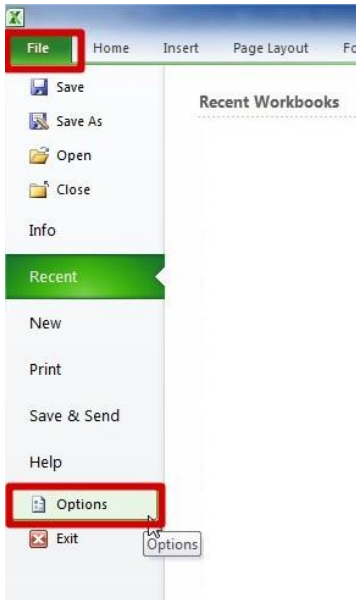 File Home Insert Page Layout Fo
Save
Recent Workbooks
Save As
Open
Close
Info
Recent
New
Print
Save & Send
Help
Options
Exit
Options